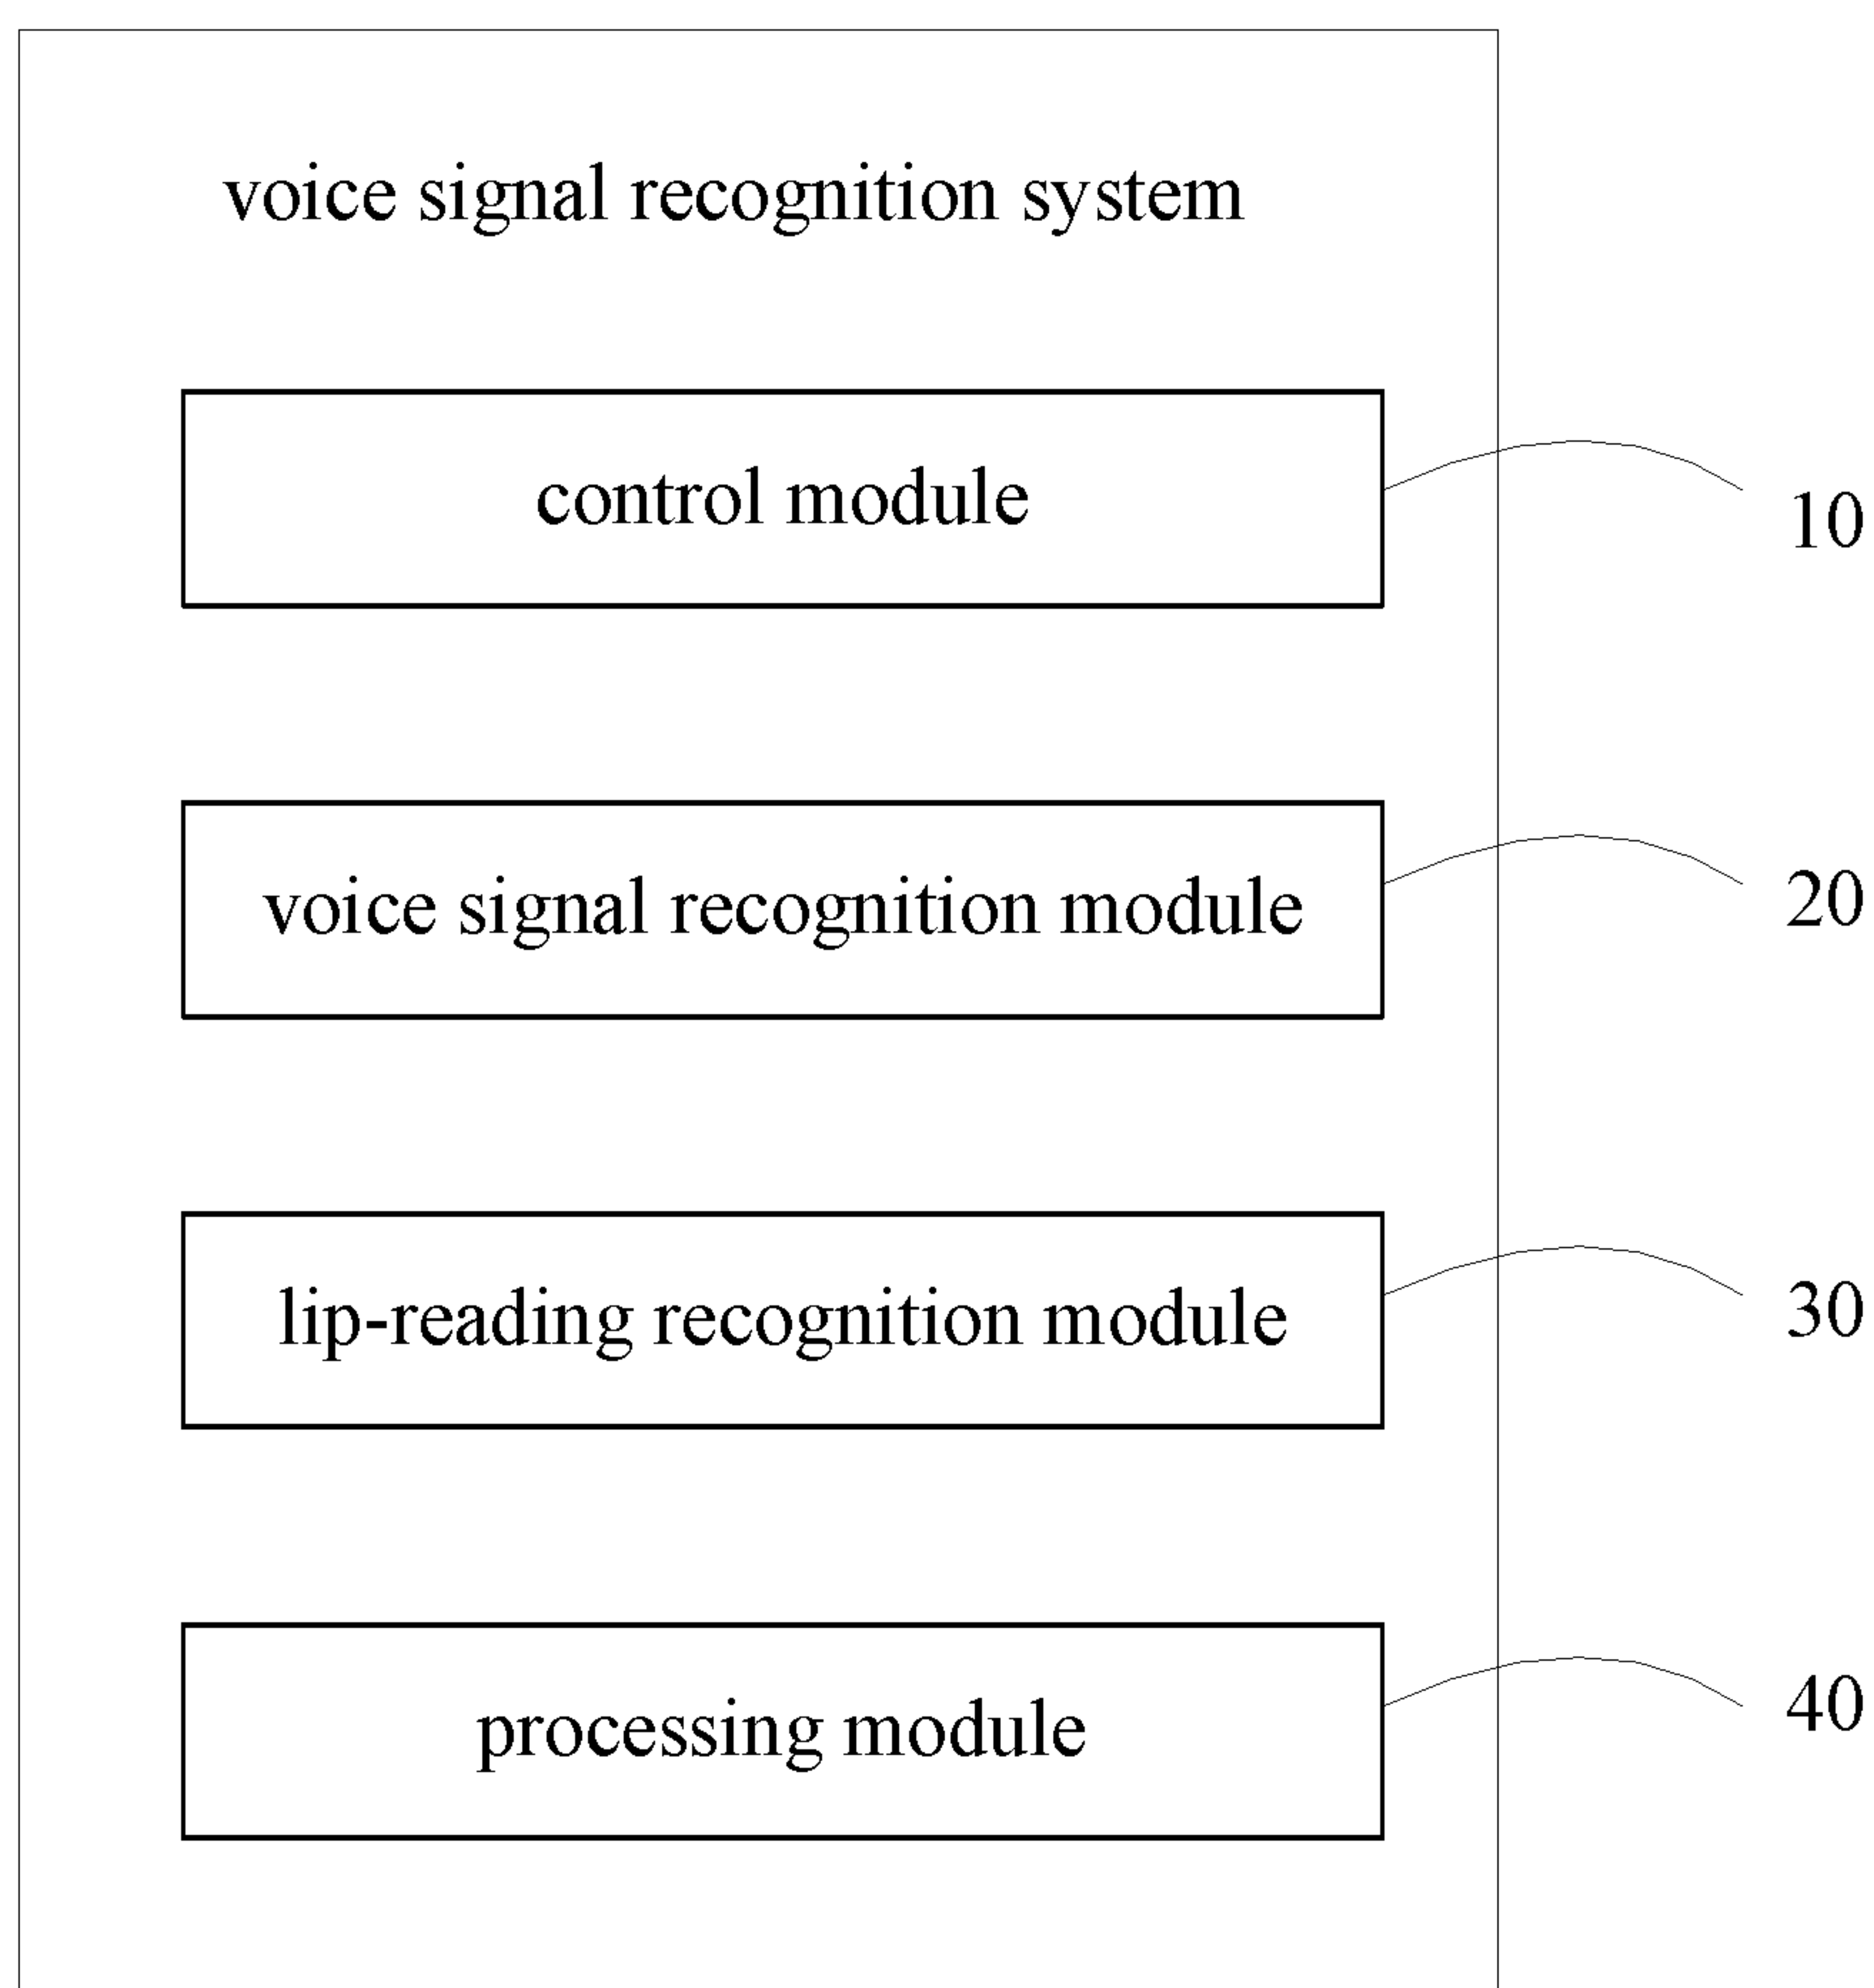 voice signal recognition system
control module
10
voice signal recognition module
20
lip-reading recognition module
30
processing module
40